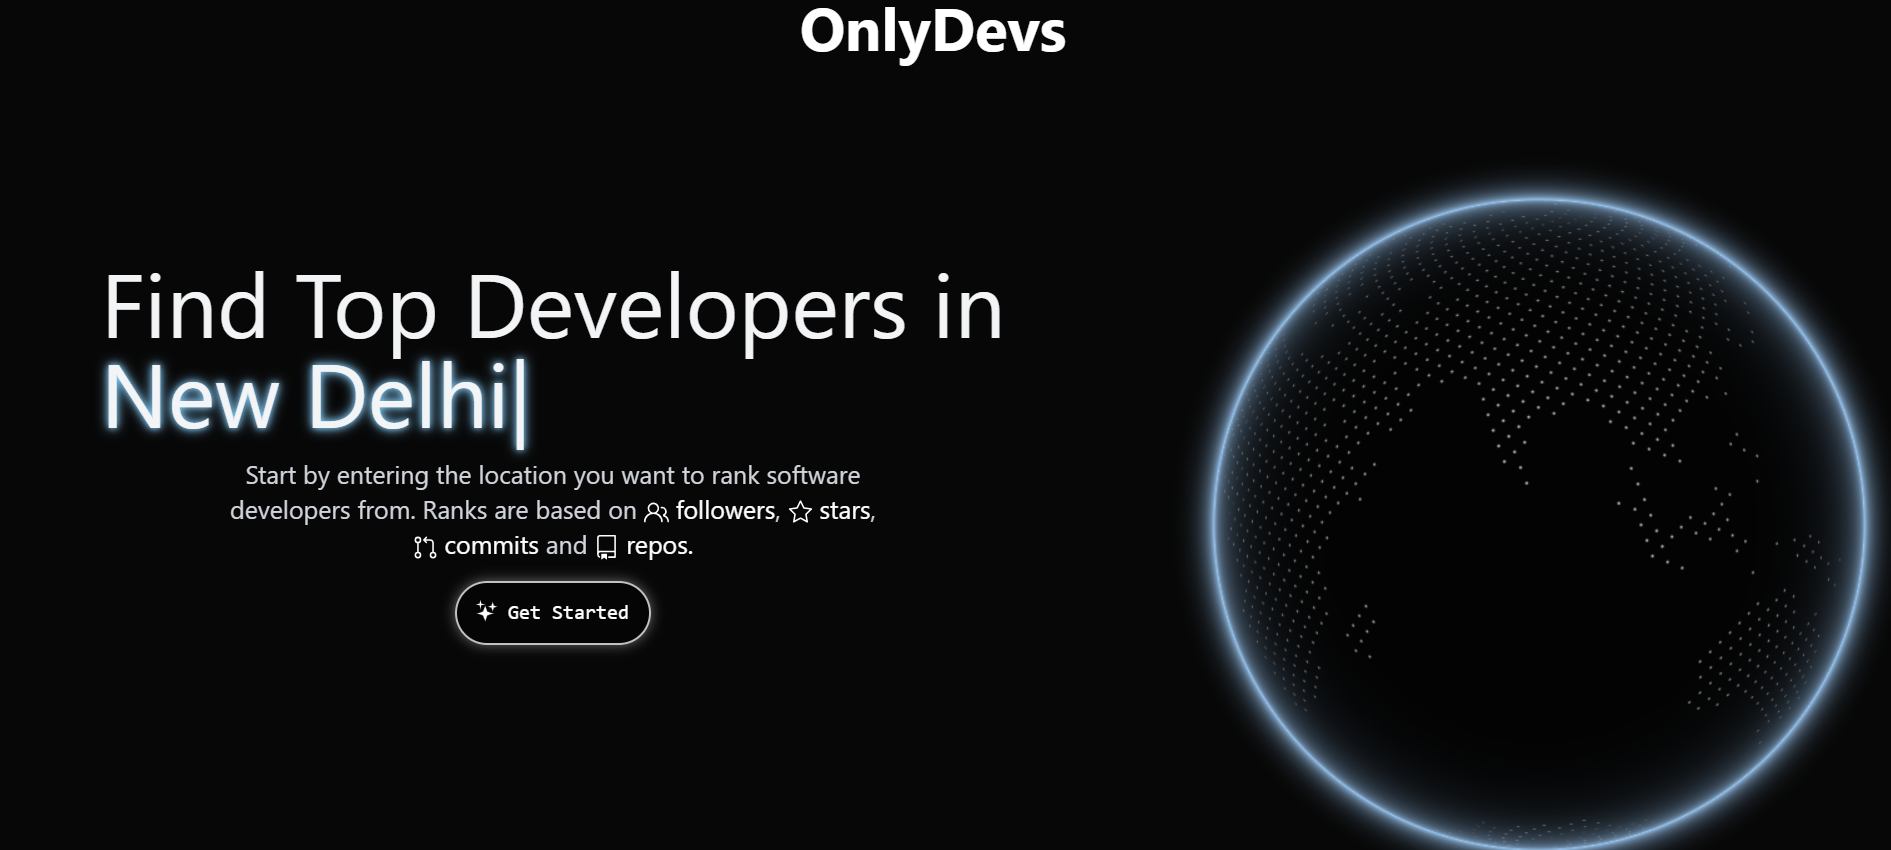 OnlyDevs
Find Top Developers in
New Delhi|
Start by entering the location you want to rank software
developers from. Ranks are based on followers, stars,
commits and repos.
Get Started